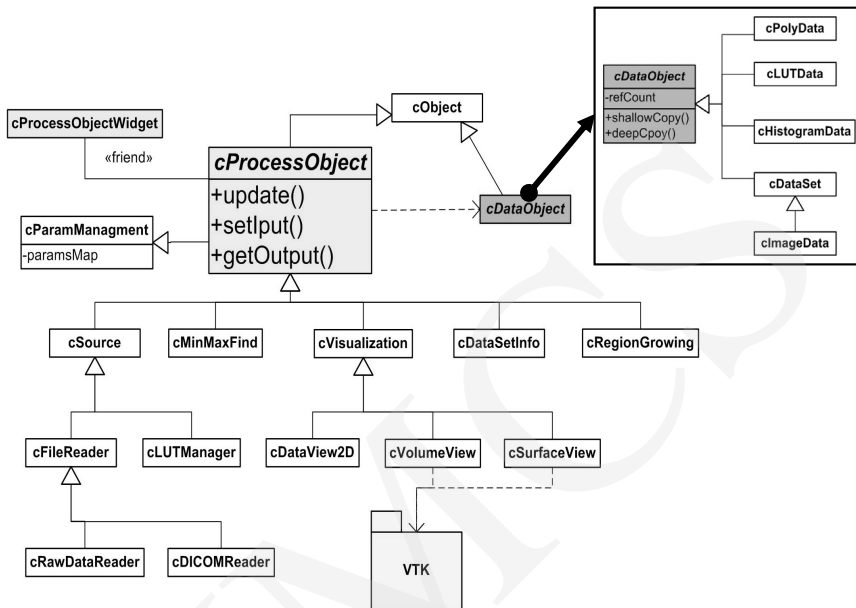 cPolyData
cDataObject
-refCount
+shallowCopy()
+deepCpoy()
cLUTData
cHistogramData
cDataSet
cImageData
cObject
cProcessObjectWidget
«friend»
cProcessObject
+update()
+setIput()
+getOutput()
cDataObject
cParamManagment
-paramsMap
cSource
cMinMaxFind
cVisualization
cDataSetInfo
cRegionGrowing
cFileReader
cLUTManager
cDataView2D
cVolumeView
cSurfaceView
cRawDataReader
cDICOMReader
VTK